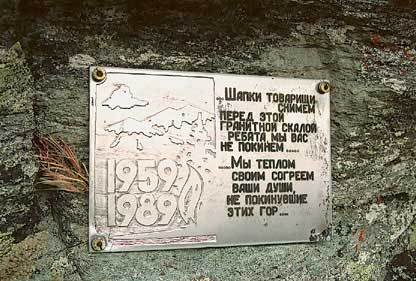 Шапки товарищи
снимем
перед этой
гранитной скалой
ребята мы вас
не покинем.....
.....Мы теплом
своим согреем
ваши души,
не покинувшие
этих гор....
1959
1989